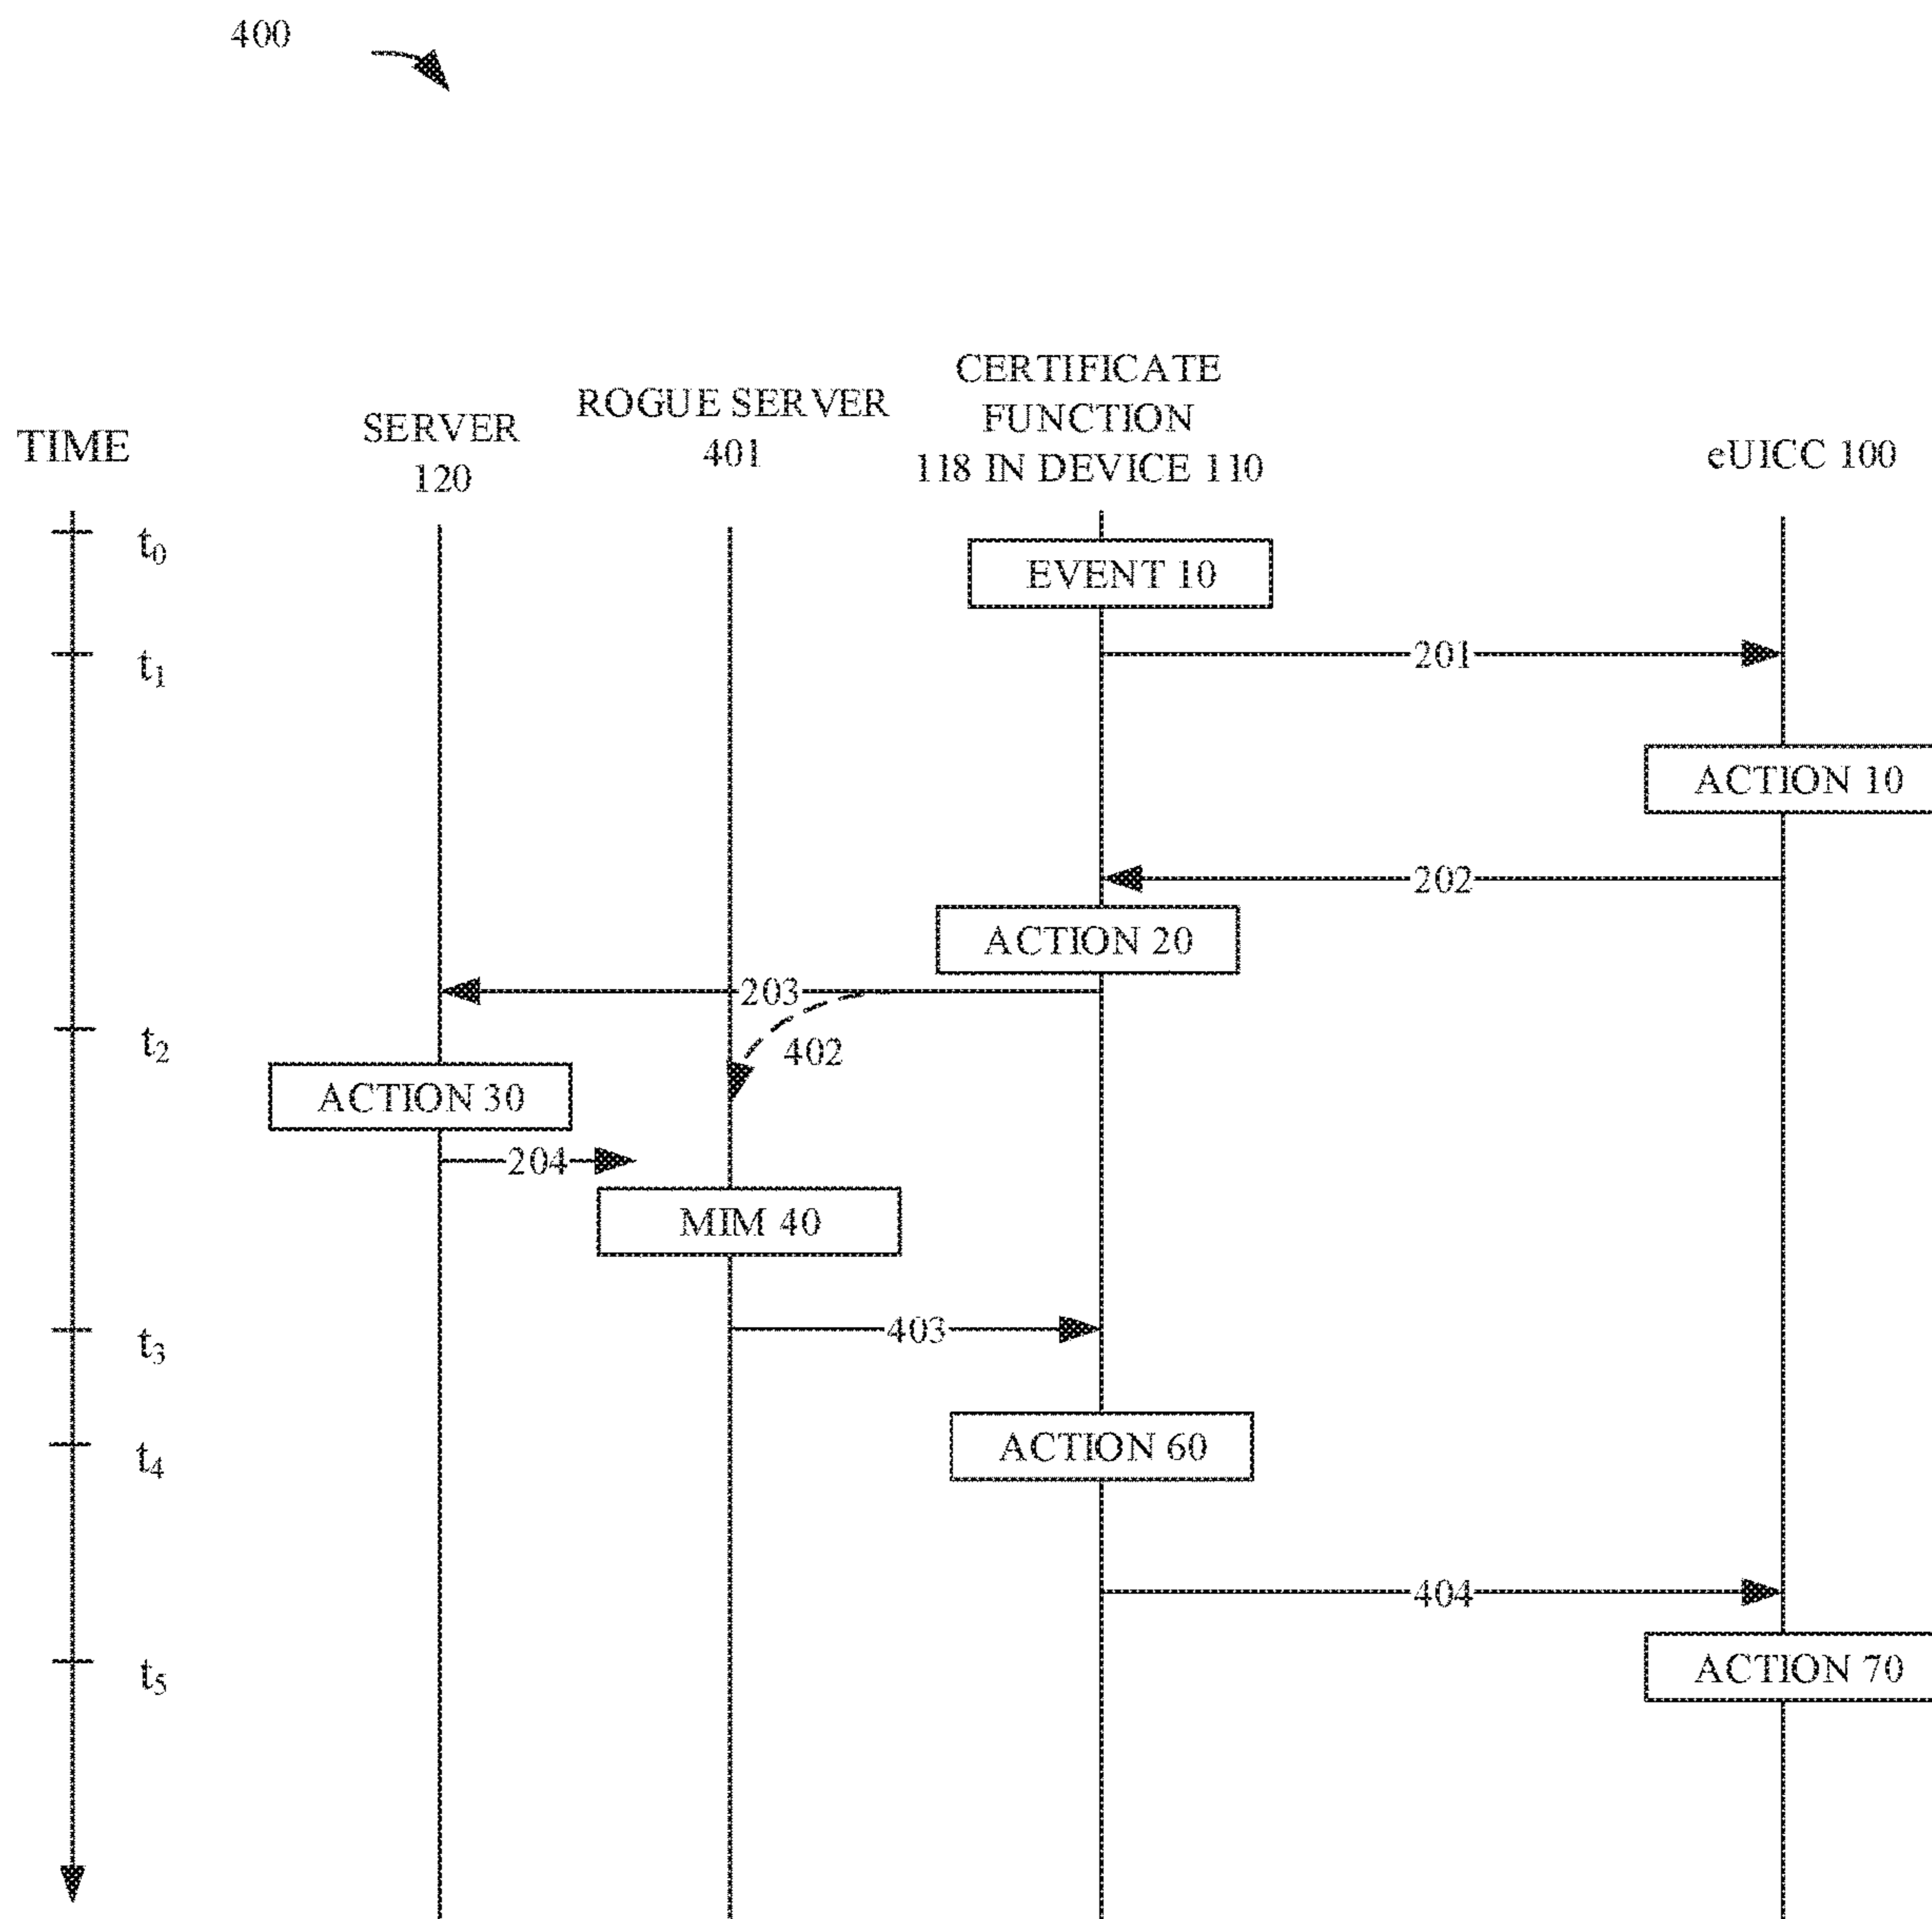 400
CERTIFICATE
FUNCTION
118 IN DEVICE 110
ROGUE SERVER
401
SERVER
120
TIME
eUICC 100
t0
EVENT 10
t1
201
ACTION 10
202
ACTION 20
203
t2
402
ACTION 30
204
MIM 40
t3
403
t4
ACTION 60
404
t5
ACTION 70